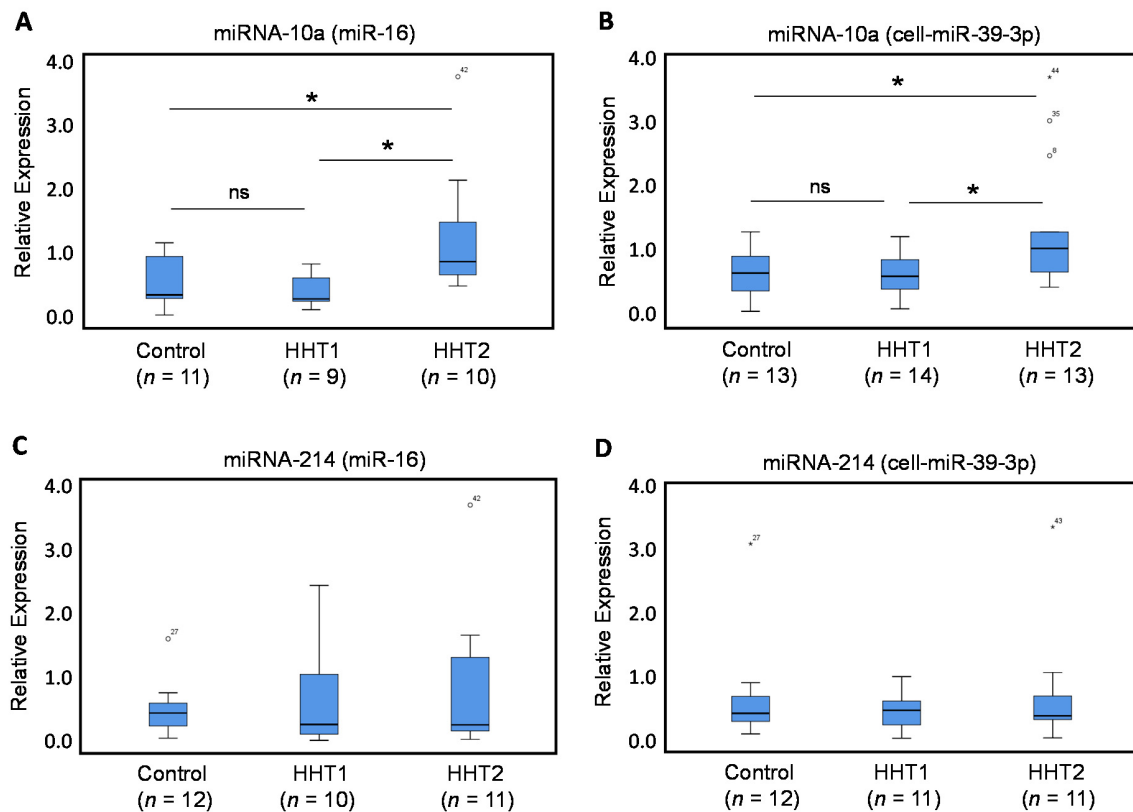 A
miRNA-10a (miR-16)
Relative Expression
4.0
3.0
2.0
1.0
0.0
42
*
*
ns
Control
(n = 11)
HHT1
(n = 9)
HHT2
(n = 10)
B
miRNA-10a (cell-miR-39-3p)
Relative Expression
4.0
3.0
2.0
1.0
0.0
44
35
8
*
ns
*
Control
(n = 13)
HHT1
(n = 14)
HHT2
(n = 13)
C
miRNA-214 (miR-16)
Relative Expression
4.0
3.0
2.0
1.0
0.0
27
42
Control
(n = 12)
HHT1
(n = 10)
HHT2
(n = 11)
D
miRNA-214 (cell-miR-39-3p)
Relative Expression
4.0
3.0
2.0
1.0
0.0
27
43
Control
(n = 12)
HHT1
(n = 11)
HHT2
(n = 11)